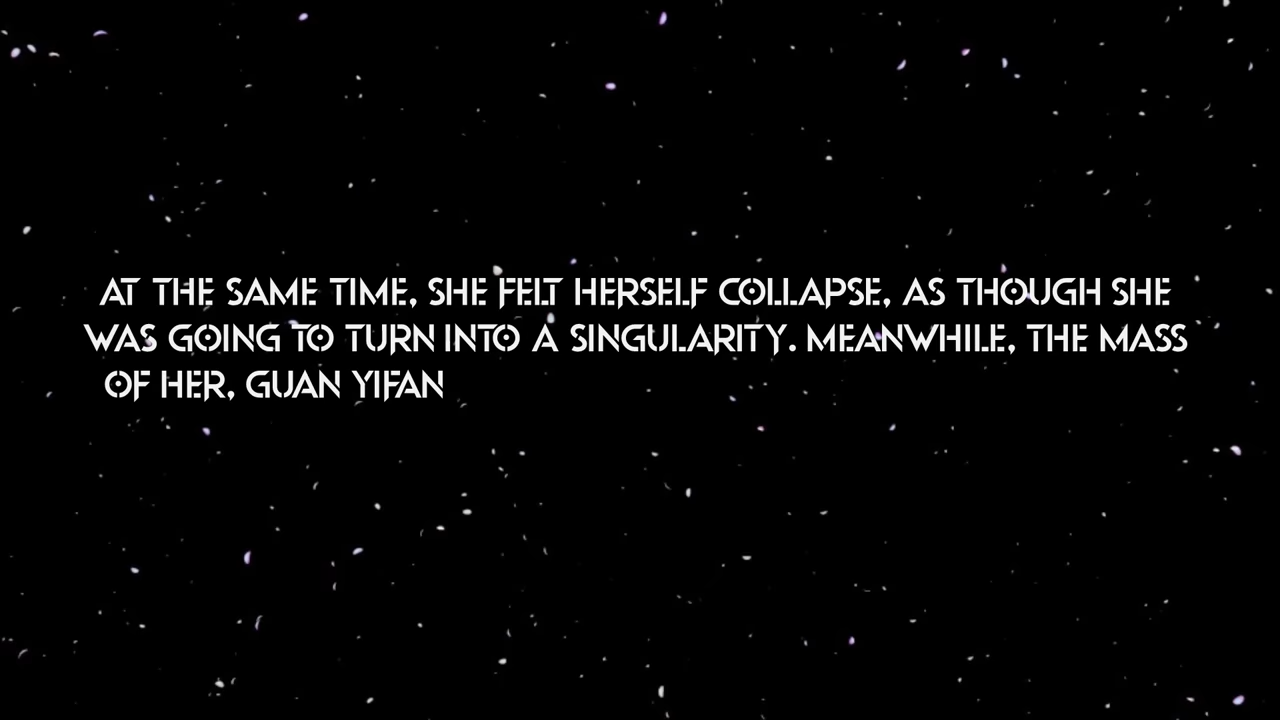 AT THE SAME TIME, SHE FELT HERSELF COLLAPSE, AS THOUGH SHE
WAS GOING TO TURN INTO A SINGULARITY. MEANWHILE, THE MASS
OF HER, GUAN YIFAN